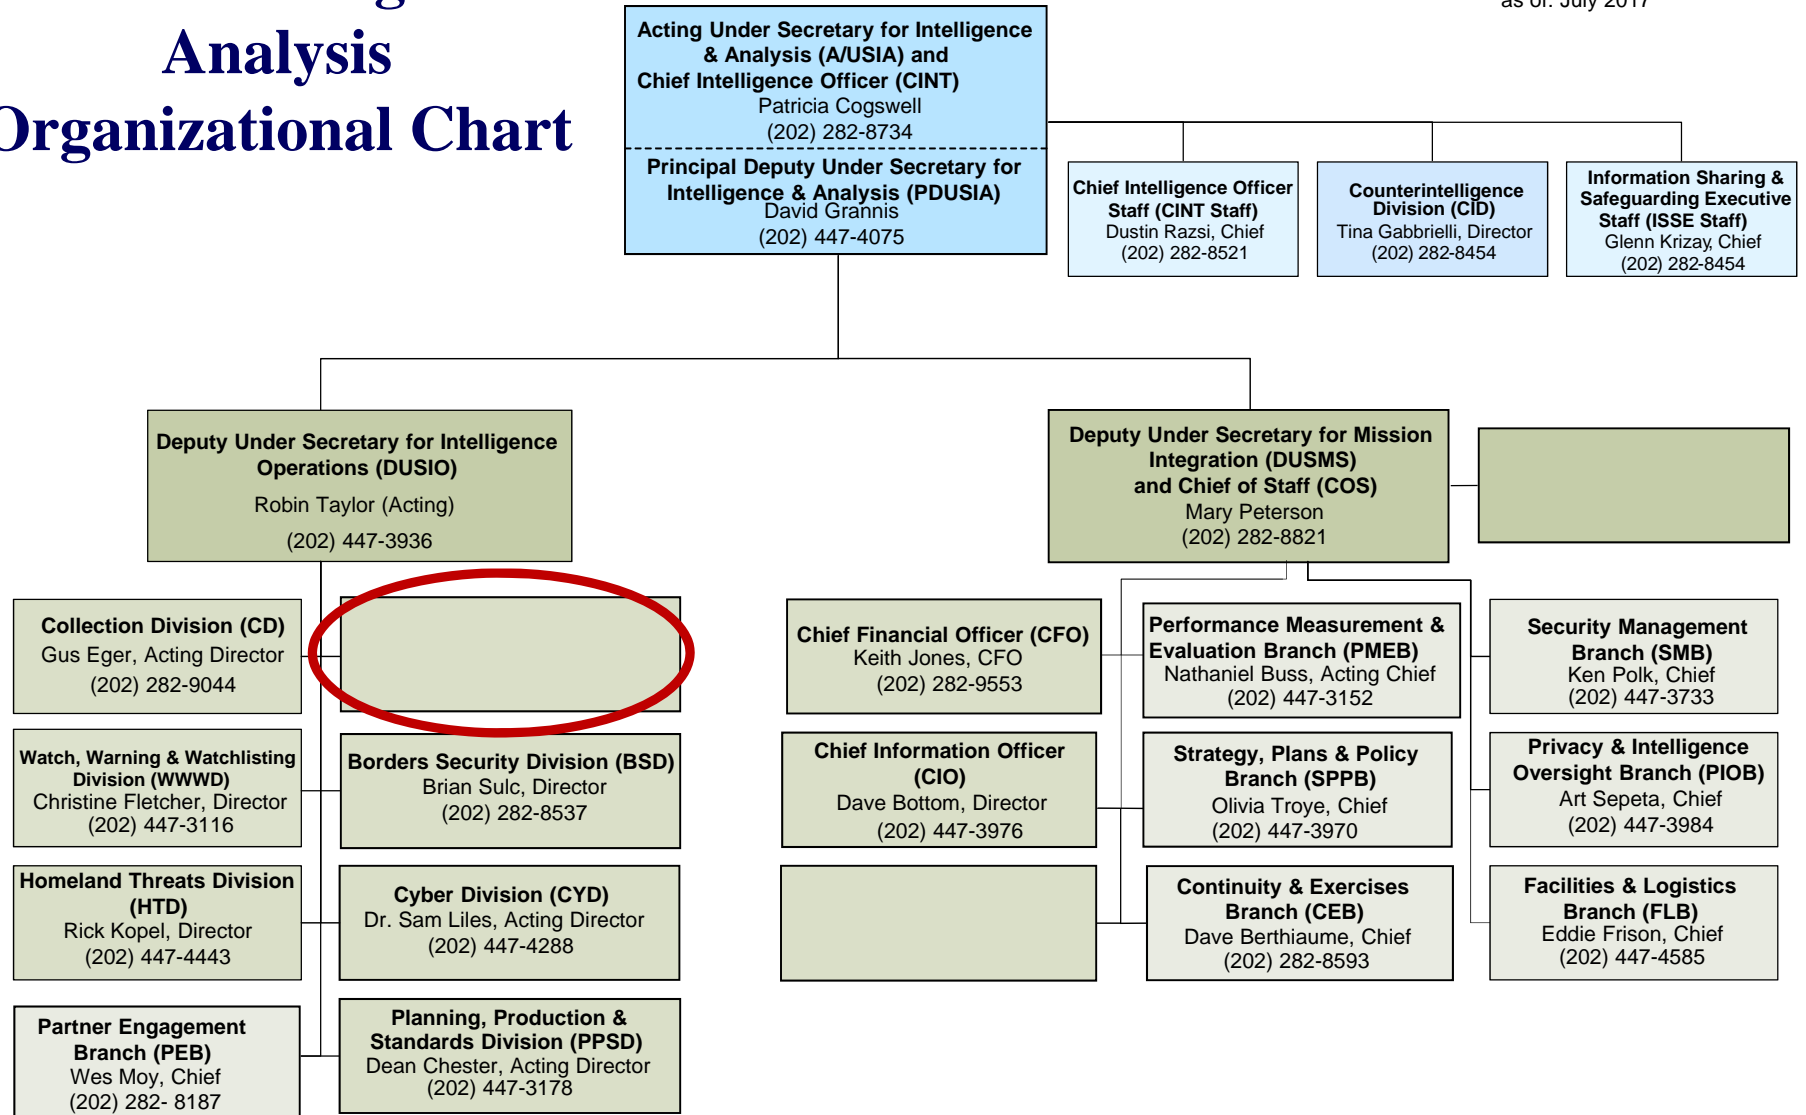 Analysis
Organizational Chart
as of: July 2017
Acting Under Secretary for Intelligence
& Analysis (A/USIA) and
Chief Intelligence Officer (CINT)
Patricia Cogswell
(202) 282-8734
Principal Deputy Under Secretary for
Intelligence & Analysis (PDUSIA)
David Grannis
(202) 447-4075
Chief Intelligence Officer
Staff (CINT Staff)
Dustin Razsi, Chief
(202) 282-8521
Counterintelligence
Division (CID)
Tina Gabbrielli, Director
(202) 282-8454
Information Sharing &
Safeguarding Executive
Staff (ISSE Staff)
Glenn Krizay, Chief
(202) 282-8454
Deputy Under Secretary for Intelligence
Operations (DUSIO)
Robin Taylor (Acting)
(202) 447-3936
Deputy Under Secretary for Mission
Integration (DUSMS)
and Chief of Staff (COS)
Mary Peterson
(202) 282-8821
Collection Division (CD)
Gus Eger, Acting Director
(202) 282-9044
Watch, Warning & Watchlisting
Division (WWWD)
Christine Fletcher, Director
(202) 447-3116
Borders Security Division (BSD)
Brian Sulc, Director
(202) 282-8537
Homeland Threats Division
(HTD)
Rick Kopel, Director
(202) 447-4443
Cyber Division (CYD)
Dr. Sam Liles, Acting Director
(202) 447-4288
Partner Engagement
Branch (PEB)
Wes Moy, Chief
(202) 282- 8187
Planning, Production &
Standards Division (PPSD)
Dean Chester, Acting Director
(202) 447-3178
Chief Financial Officer (CFO)
Keith Jones, CFO
(202) 282-9553
Performance Measurement &
Evaluation Branch (PMEB)
Nathaniel Buss, Acting Chief
(202) 447-3152
Security Management
Branch (SMB)
Ken Polk, Chief
(202) 447-3733
Chief Information Officer
(CIO)
Dave Bottom, Director
(202) 447-3976
Strategy, Plans & Policy
Branch (SPPB)
Olivia Troye, Chief
(202) 447-3970
Privacy & Intelligence
Oversight Branch (PIOB)
Art Sepeta, Chief
(202) 447-3984
Continuity & Exercises
Branch (CEB)
Dave Berthiaume, Chief
(202) 282-8593
Facilities & Logistics
Branch (FLB)
Eddie Frison, Chief
(202) 447-4585